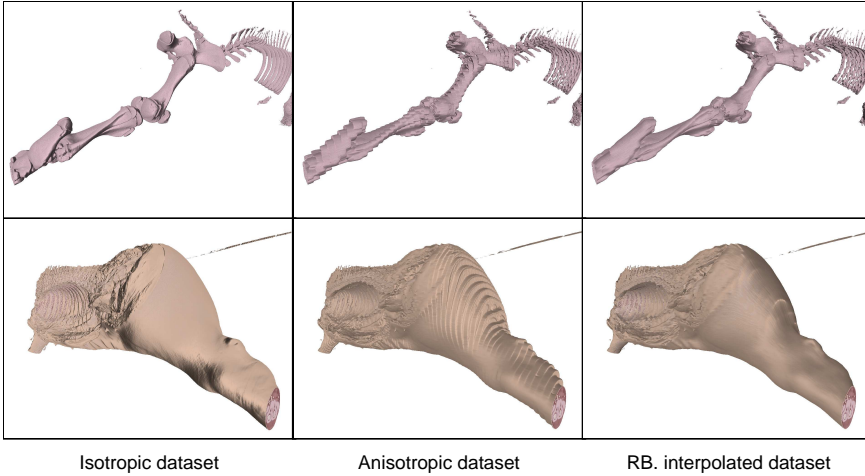 Isotropic dataset
Anisotropic dataset
RB. interpolated dataset